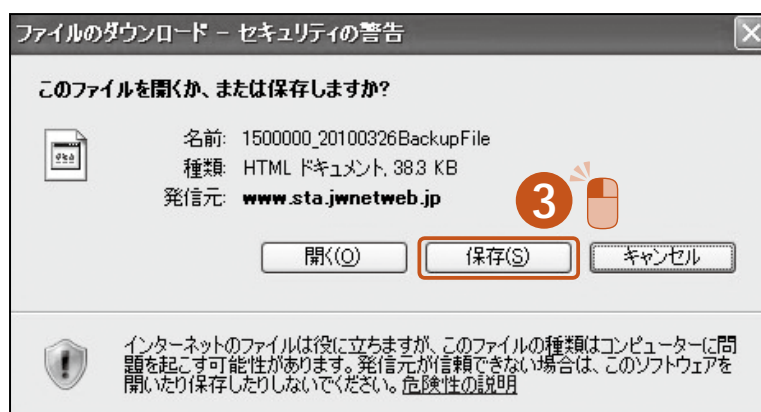 ファイルのダウンロード - セキュリティの警告
このファイルを開くか、または保存しますか?
名前: 1500000_20100326BackupFile
種類: HTML ドキュメント, 38.3 KB
発信元: www.sta.jwnetweb.jp
3
開く(O) 保存(S) キャンセル
インターネットのファイルは役に立ちますが、このファイルの種類はコンピューターに問
題を起こす可能性があります。発信元が信頼できない場合は、このソフトウェアを
開いたり保存したりしないでください。危険性の説明